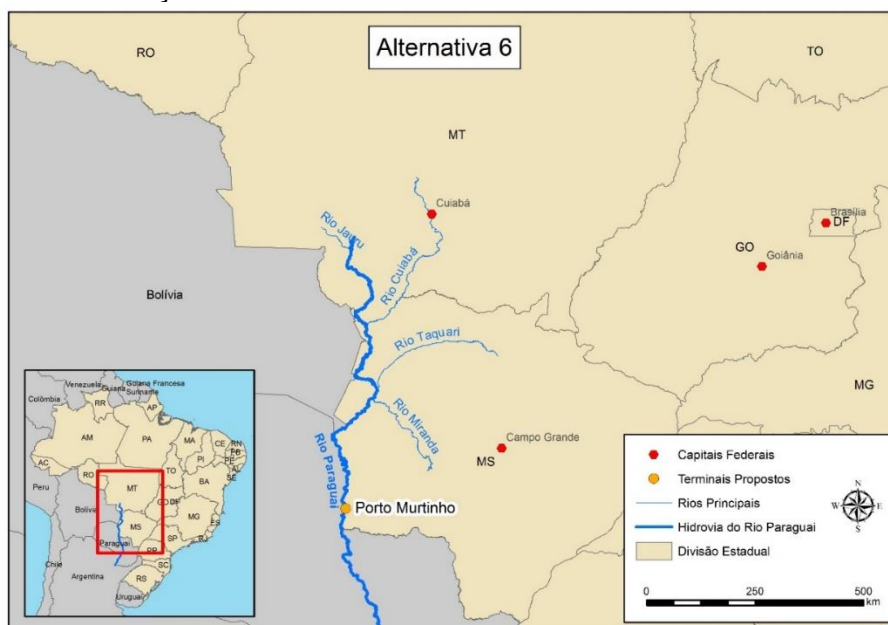 Alternativa 6
RO
TO
MT
Cuiabá
Rio Jauru
Rio Cuiabá
Brasília
DF
GO
Goiânia
Bolívia
Rio Taquari
MG
Rio Miranda
Campo Grande
MS
Rio Paraguai
Porto Murtinho
Capitais Federais
Terminais Propostos
Rios Principais
Hidrovia do Rio Paraguai
Divisão Estadual
N
W
E
S
0 250 500
km
Venezuela
Guiana
Goiana Francesa
Suriname
Colômbia
RR
AP
AM
PA
MA
CE
RN
PB
PE
AL
SE
PI
AC
RO
TO
BA
Peru
MT
GO
DF
Bolívia
MG
ES
MS
SP
RJ
Paraguai
PR
SC
Chile
Argentina
RS
Uruguai